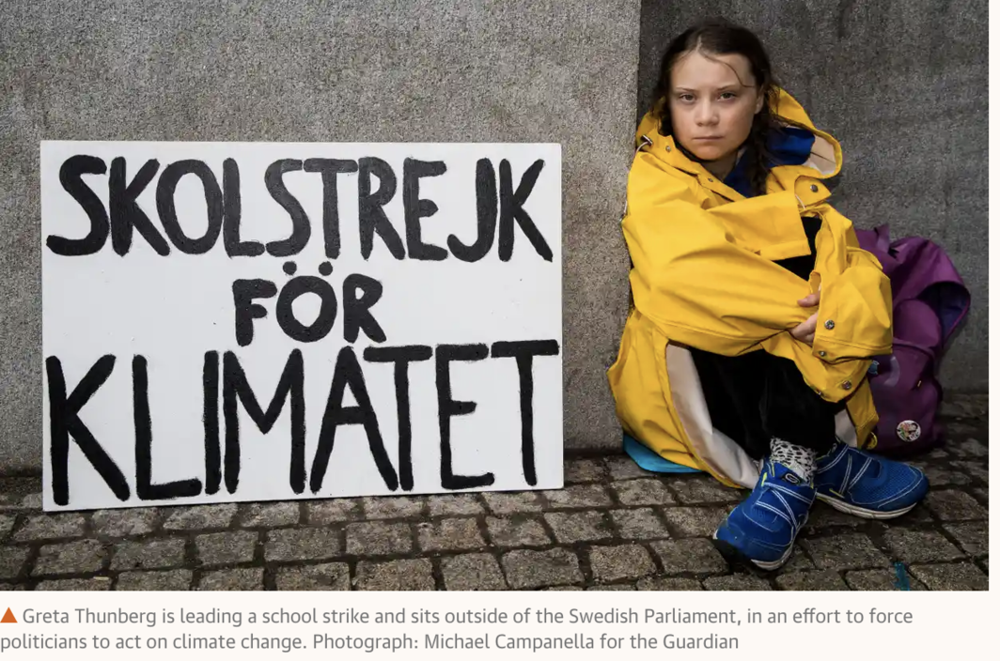 SKOLSTREJK
FÖR
KLIMATET
Greta Thunberg is leading a school strike and sits outside of the Swedish Parliament, in an effort to force
politicians to act on climate change. Photograph: Michael Campanella for the Guardian